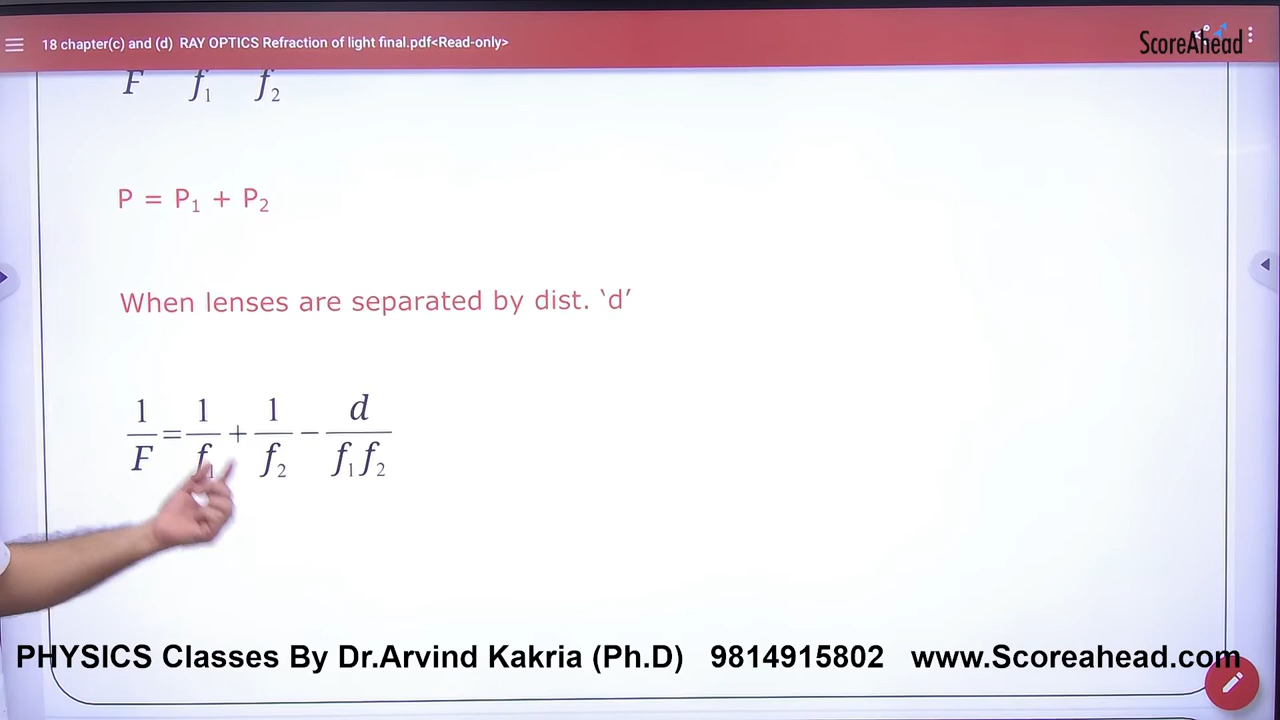 18 chapter(c) and (d) RAY OPTICS Refraction of light final.pdf<Read-only>
ScoreAhead
F f₁ f₂
P = P₁ + P₂
When lenses are separated by dist. ‘d’
1/F = 1/f₁ + 1/f₂ − d/f₁f₂
PHYSICS Classes By Dr.Arvind Kakria (Ph.D) 9814915802 www.Scoreahead.com